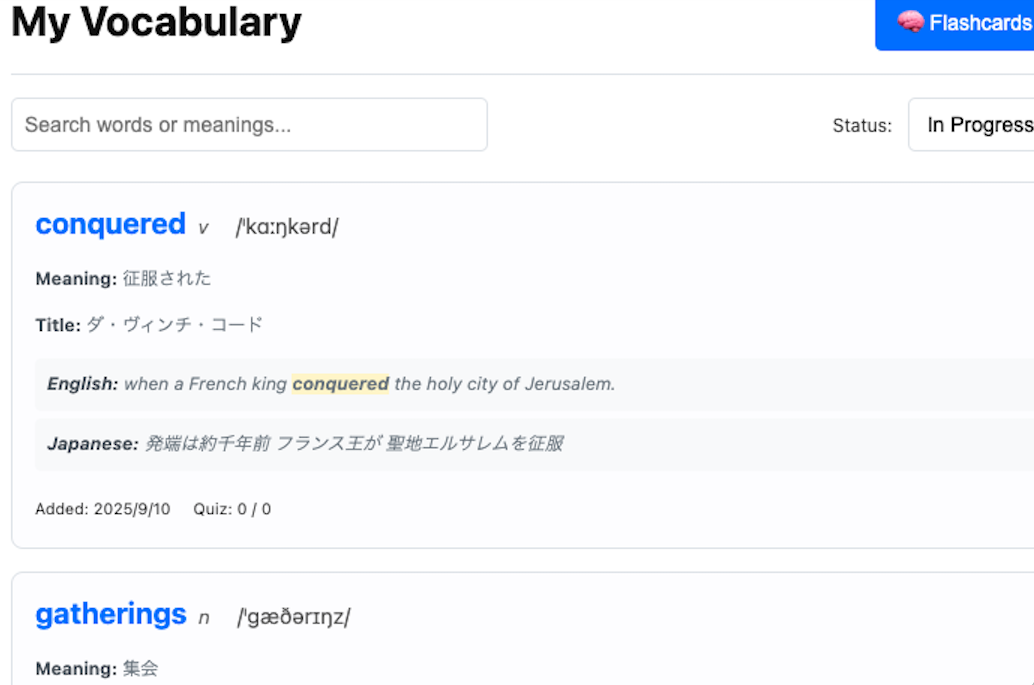 My Vocabulary
🧠 Flashcards
Search words or meanings...
Status: In Progress
conquered v /ˈkɑːŋkərd/
Meaning: 征服された
Title: ダ・ヴィンチ・コード
English: when a French king conquered the holy city of Jerusalem.
Japanese: 発端は約千年前 フランス王が 聖地エルサレムを征服
Added: 2025/9/10 Quiz: 0 / 0
gatherings n /ˈɡæðərɪŋz/
Meaning: 集会